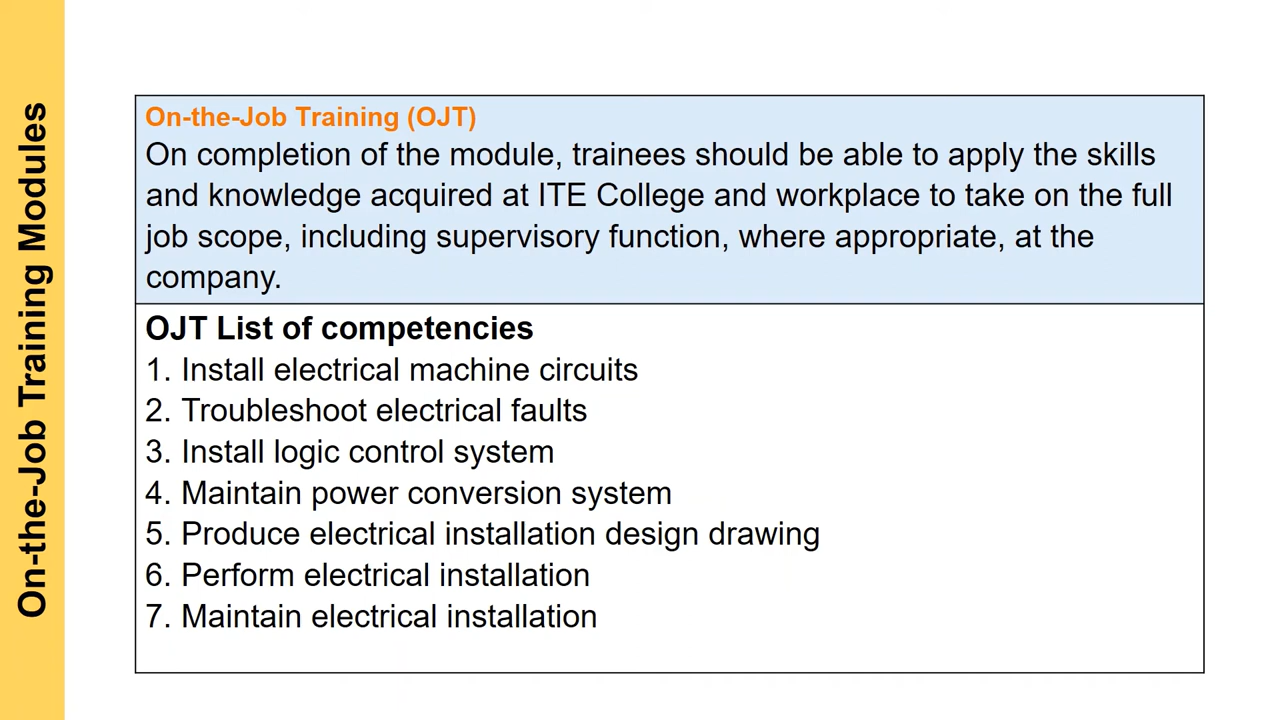 On-the-Job Training Modules
On-the-Job Training (OJT)
On completion of the module, trainees should be able to apply the skills
and knowledge acquired at ITE College and workplace to take on the full
job scope, including supervisory function, where appropriate, at the
company.
OJT List of competencies
1. Install electrical machine circuits
2. Troubleshoot electrical faults
3. Install logic control system
4. Maintain power conversion system
5. Produce electrical installation design drawing
6. Perform electrical installation
7. Maintain electrical installation